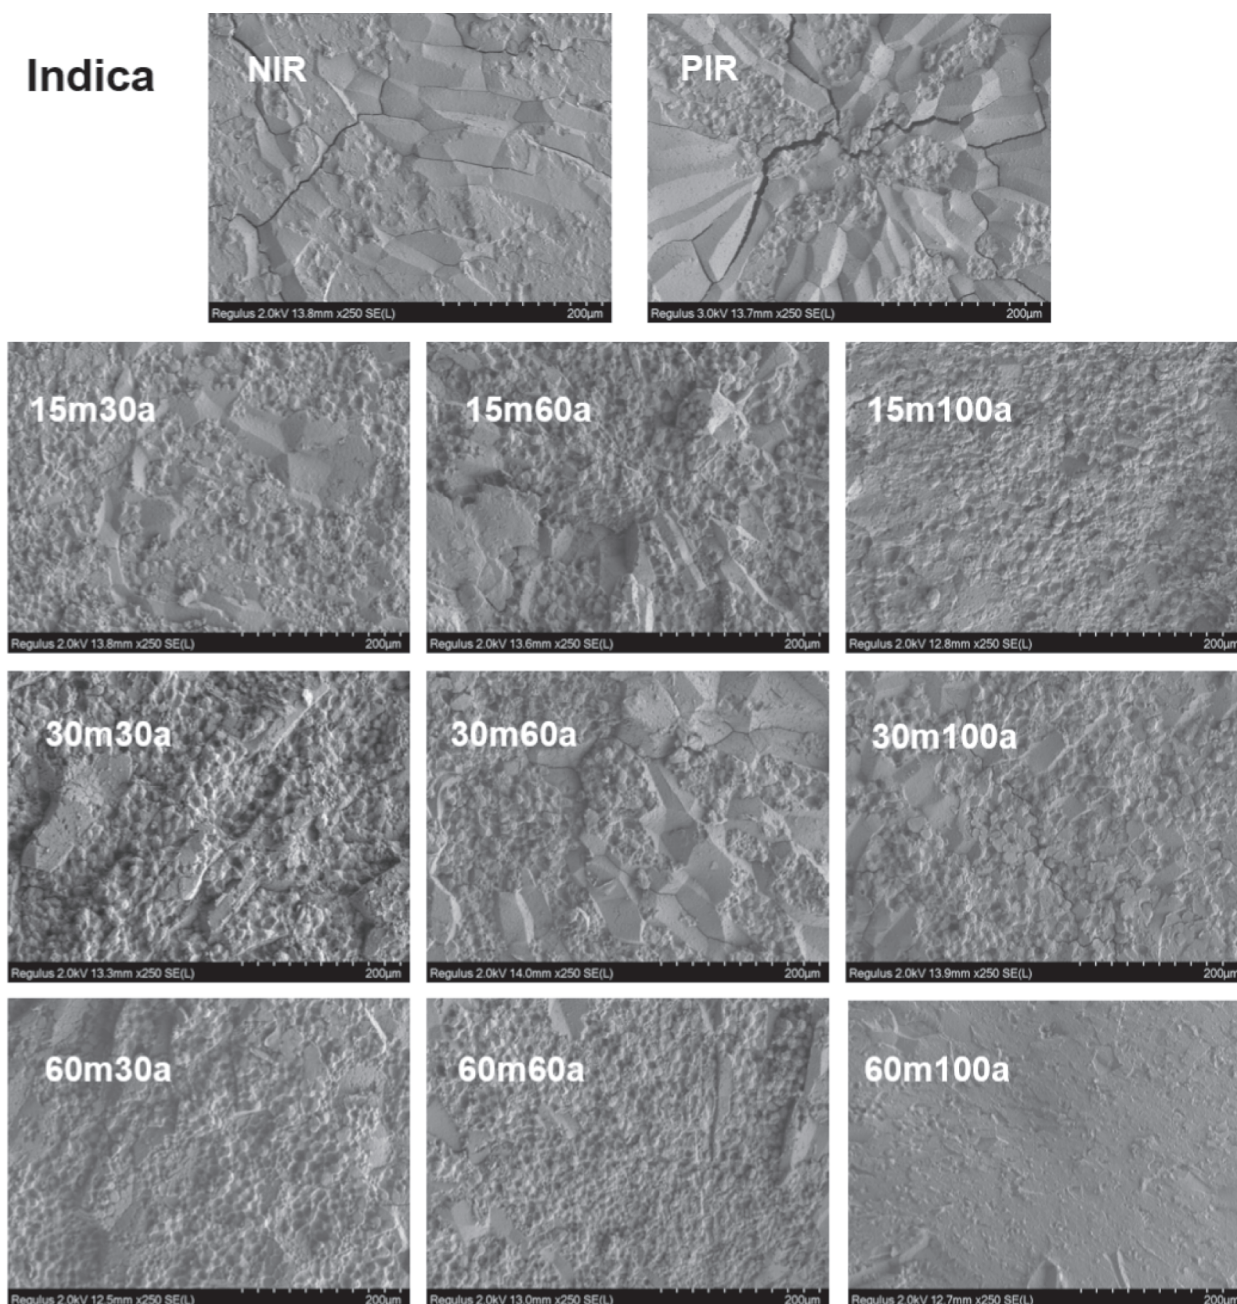 Indica
NIR
PIR
Regulus 2.0kV 13.8mm x250 SE(L) 200µm
Regulus 3.0kV 13.7mm x250 SE(L) 200µm
15m30a
15m60a
15m100a
Regulus 2.0kV 13.8mm x250 SE(L) 200µm
Regulus 2.0kV 13.6mm x250 SE(L) 200µm
Regulus 2.0kV 12.8mm x250 SE(L) 200µm
30m30a
30m60a
30m100a
Regulus 2.0kV 13.3mm x250 SE(L) 200µm
Regulus 2.0kV 14.0mm x250 SE(L) 200µm
Regulus 2.0kV 13.9mm x250 SE(L) 200µm
60m30a
60m60a
60m100a
Regulus 2.0kV 12.5mm x250 SE(L) 200µm
Regulus 2.0kV 13.0mm x250 SE(L) 200µm
Regulus 2.0kV 12.7mm x250 SE(L) 200µm